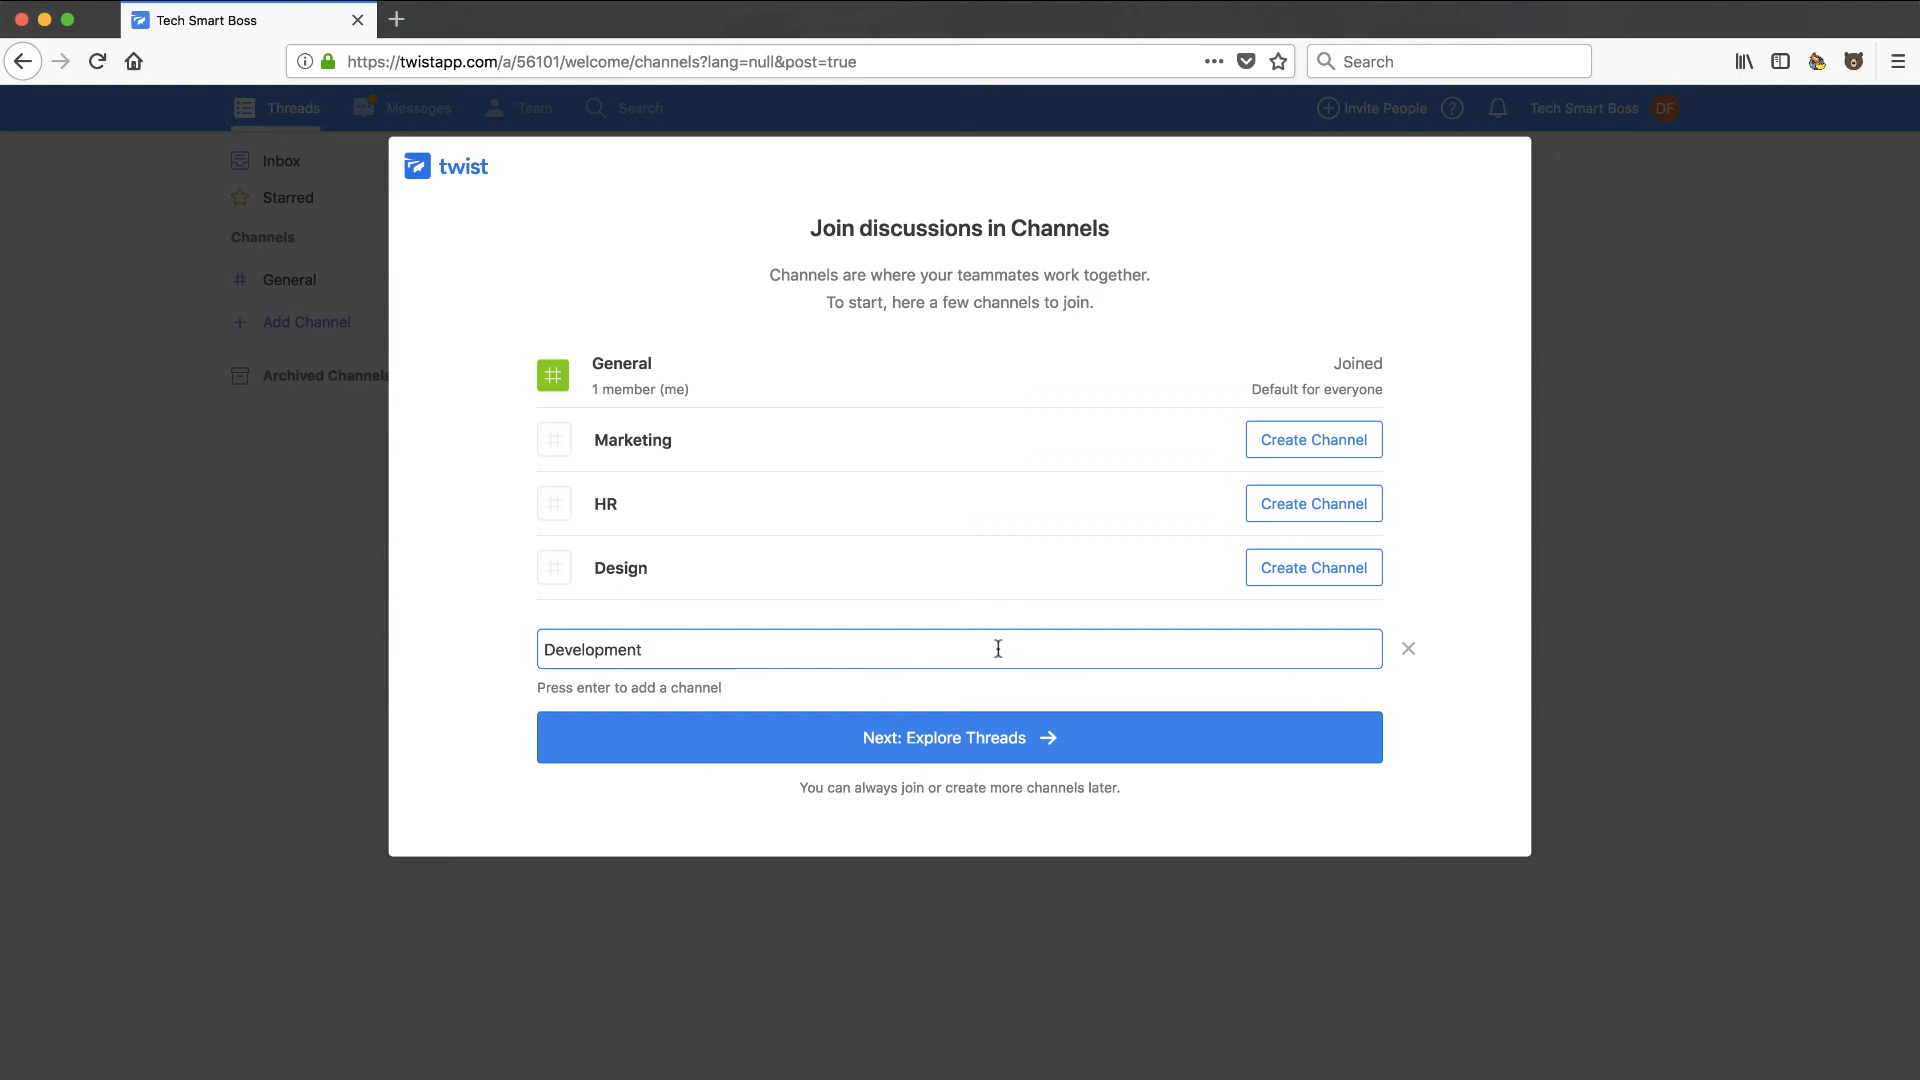 Tech Smart Boss
https://twistapp.com/a/56101/welcome/channels?lang=null&post=true
Search
Threads
Messages
Team
Search
Invite People
Tech Smart Boss
DF
Inbox
Starred
Channels
General
Add Channel
Archived Channels
twist
Join discussions in Channels
Channels are where your teammates work together.
To start, here a few channels to join.
General
Joined
1 member (me)
Default for everyone
Marketing
Create Channel
HR
Create Channel
Design
Create Channel
Development
Press enter to add a channel
Next: Explore Threads
You can always join or create more channels later.